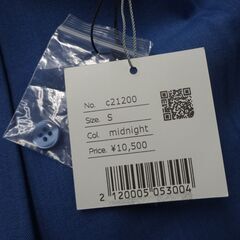 No. c21200
Size. S
Col. midnight
Price. ¥10,500
2 120005 053004